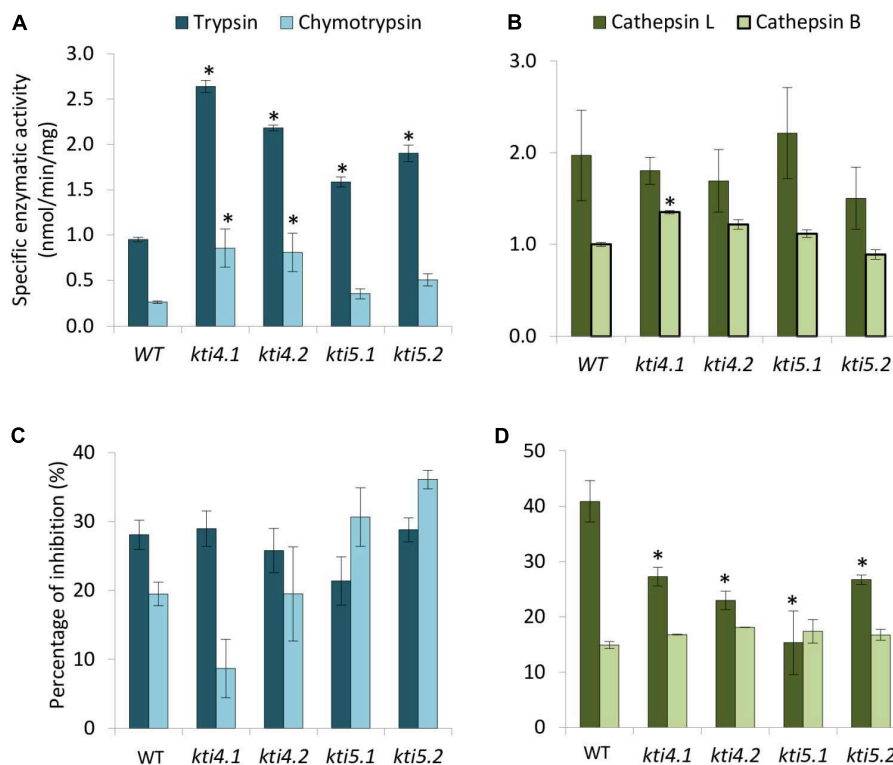 A
Trypsin Chymotrypsin
Specific enzymatic activity
(nmol/min/mg)
3.0
2.5
2.0
1.5
1.0
0.5
0.0
*
*
*
*
*
*
WT kti4.1 kti4.2 kti5.1 kti5.2
B
Cathepsin L Cathepsin B
3.0
2.0
1.0
0.0
*
WT kti4.1 kti4.2 kti5.1 kti5.2
C
Percentage of inhibition (%)
40
30
20
10
0
WT kti4.1 kti4.2 kti5.1 kti5.2
D
50
40
30
20
10
0
*
*
*
*
WT kti4.1 kti4.2 kti5.1 kti5.2